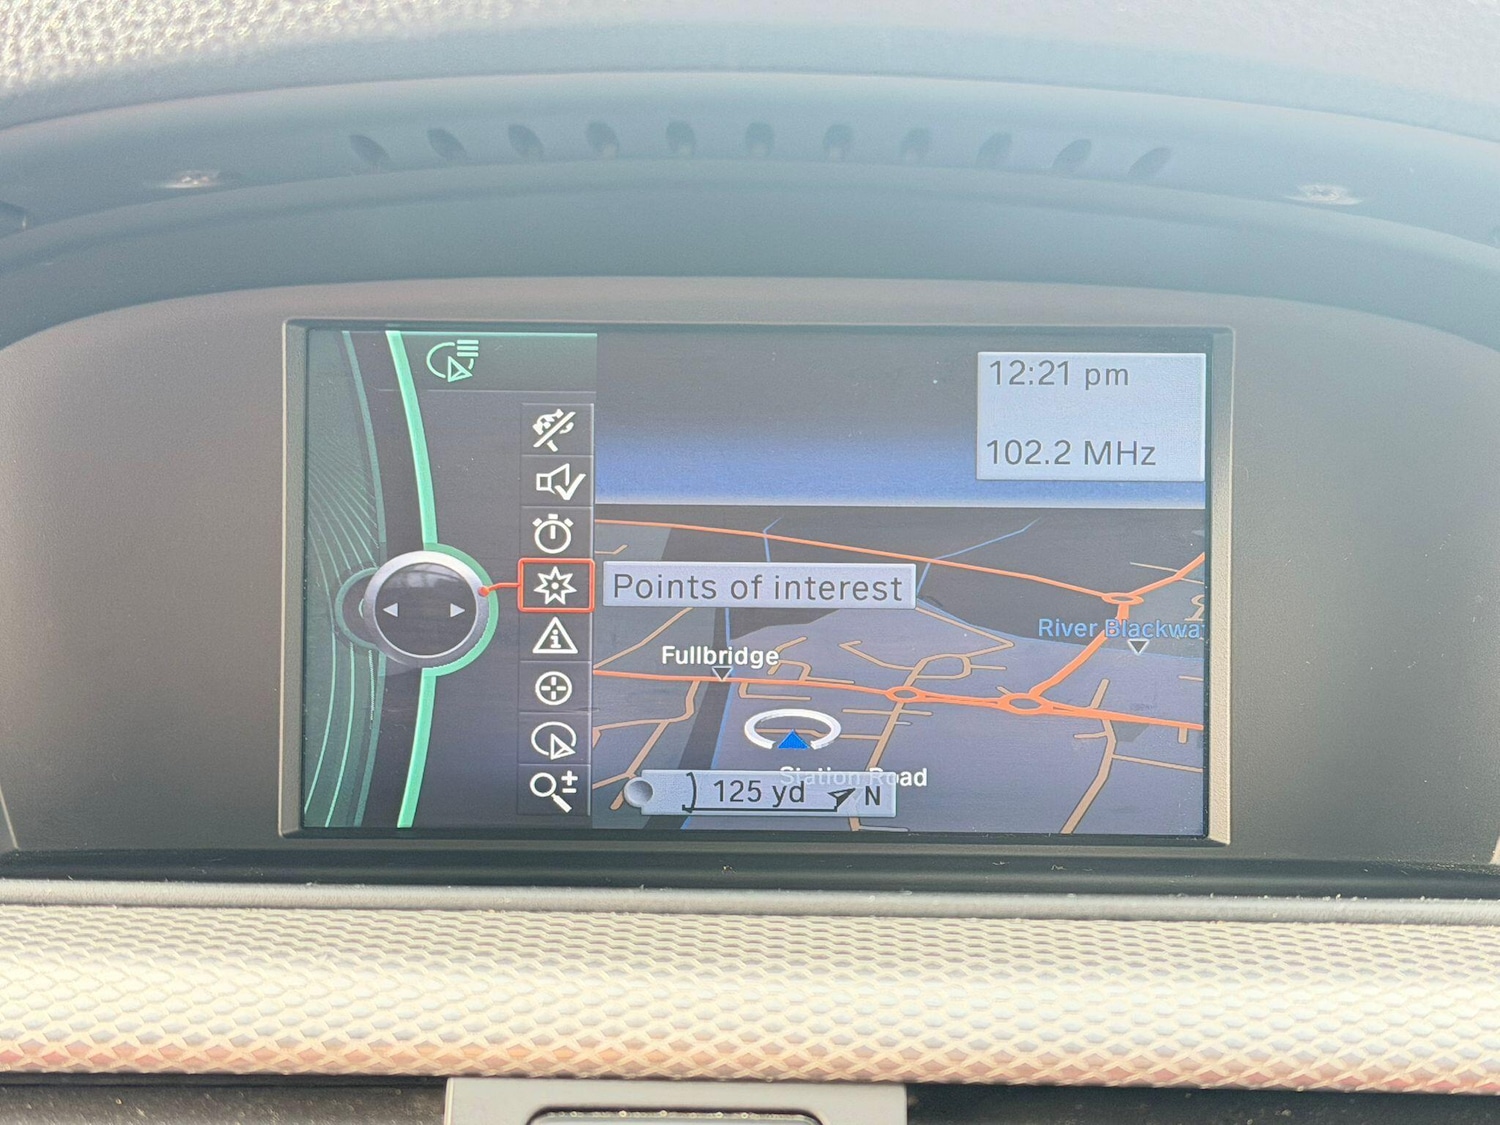 12:21 pm
102.2 MHz
Points of interest
River Blackwa
Fullbridge
Station Road
125 yd
N